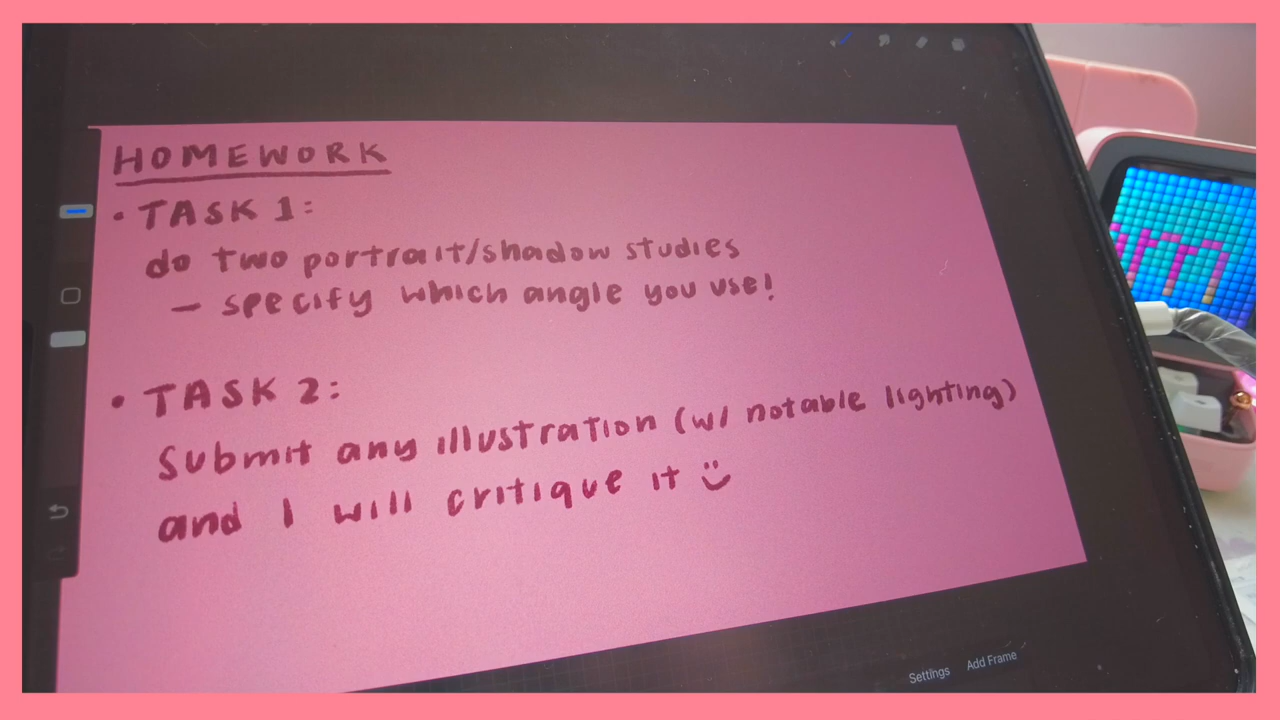 HOMEWORK
• TASK 1:
do two portrait/shadow studies
— specify which angle you use!
• TASK 2:
Submit any illustration (w/ notable lighting)
and I will critique it :)
Settings Add Frame